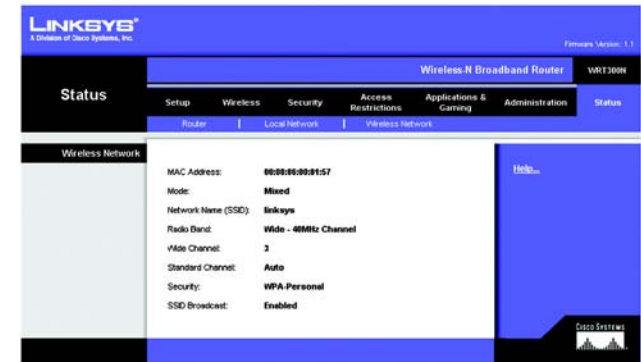 LINKSYS®
A Division of Cisco Systems, Inc.
Firmware Version: 1.1
Wireless-N Broadband Router WRT300N
Status
Setup Wireless Security Access Restrictions Applications & Gaming Administration Status
Router | Local Network | Wireless Network
Wireless Network
MAC Address: 00:08:06:00:01:57
Mode: Mixed
Network Name (SSID): linksys
Radio Band: Wide - 40MHz Channel
Wide Channel: 3
Standard Channel: Auto
Security: WPA-Personal
SSID Broadcast: Enabled
Help...
CISCO SYSTEMS